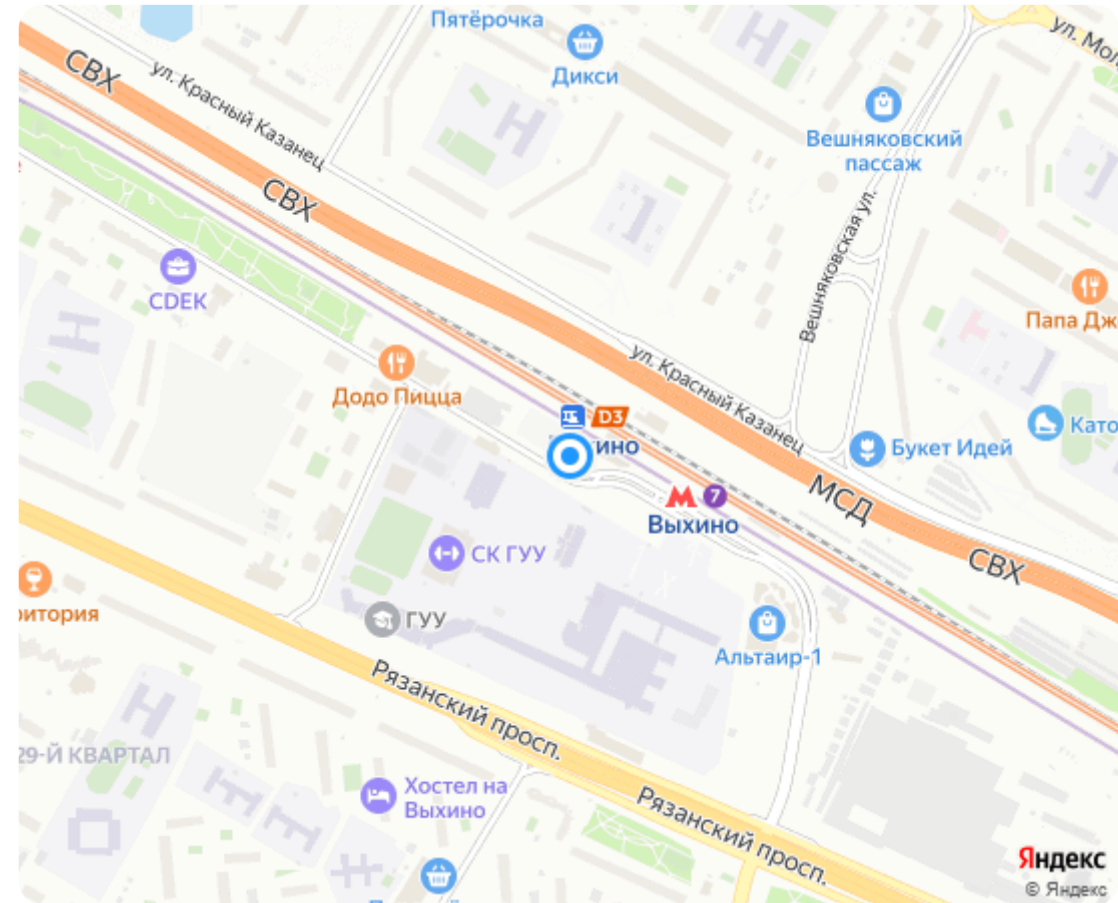 Пятёрочка
Дикси
ул. Мол
СВХ
ул. Красный Казанец
Вешняковский
пассаж
СВХ
Вешняковская ул.
CDEK
Папа Дж
ул. Красный Казанец
Додо Пицца
D3
ино
Като
Букет Идей
МСД
7
Выхино
СВХ
СК ГУУ
ритория
ГУУ
Альтаир-1
Рязанский просп.
29-Й КВАРТАЛ
Хостел на
Выхино
Рязанский просп.
Яндекс
© Яндекс